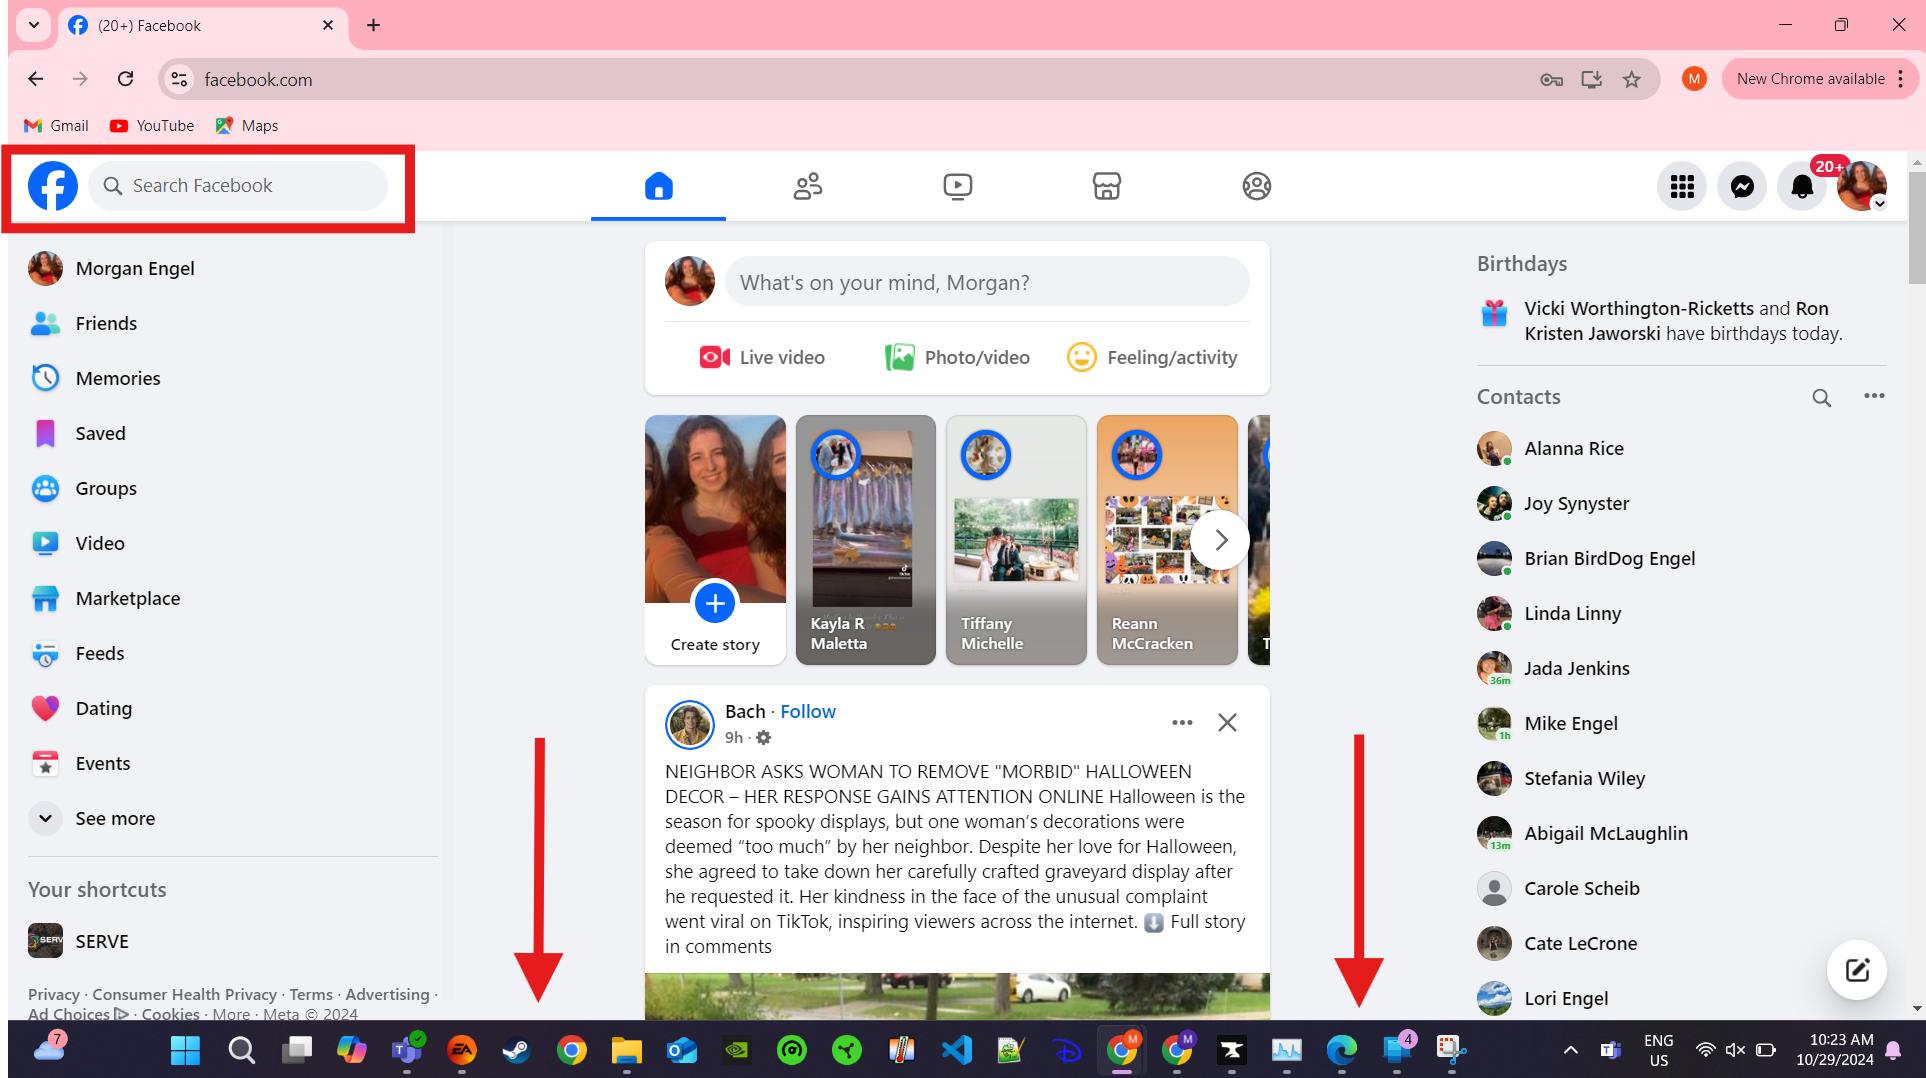 (20+) Facebook
facebook.com
New Chrome available
M
Gmail
YouTube
Maps
Search Facebook
20+
Morgan Engel
Friends
Memories
Saved
Groups
Video
Marketplace
Feeds
Dating
Events
See more
Your shortcuts
SERVE
SERVE
Privacy · Consumer Health Privacy · Terms · Advertising ·
Ad Choices · Cookies · More · Meta © 2024
What's on your mind, Morgan?
Live video
Photo/video
Feeling/activity
Create story
Kayla R
Maletta
Tiffany
Michelle
Reann
McCracken
T
Bach · Follow
9h ·
NEIGHBOR ASKS WOMAN TO REMOVE "MORBID" HALLOWEEN
DECOR – HER RESPONSE GAINS ATTENTION ONLINE Halloween is the
season for spooky displays, but one woman’s decorations were
deemed “too much” by her neighbor. Despite her love for Halloween,
she agreed to take down her carefully crafted graveyard display after
he requested it. Her kindness in the face of the unusual complaint
went viral on TikTok, inspiring viewers across the internet. ⬇️ Full story
in comments
Birthdays
Vicki Worthington-Ricketts and Ron
Kristen Jaworski have birthdays today.
Contacts
Alanna Rice
Joy Synyster
Brian BirdDog Engel
Linda Linny
Jada Jenkins
36m
Mike Engel
1h
Stefania Wiley
Abigail McLaughlin
13m
Carole Scheib
Cate LeCrone
Lori Engel
7
EA
M
M
4
ENG
US
10:23 AM
10/29/2024